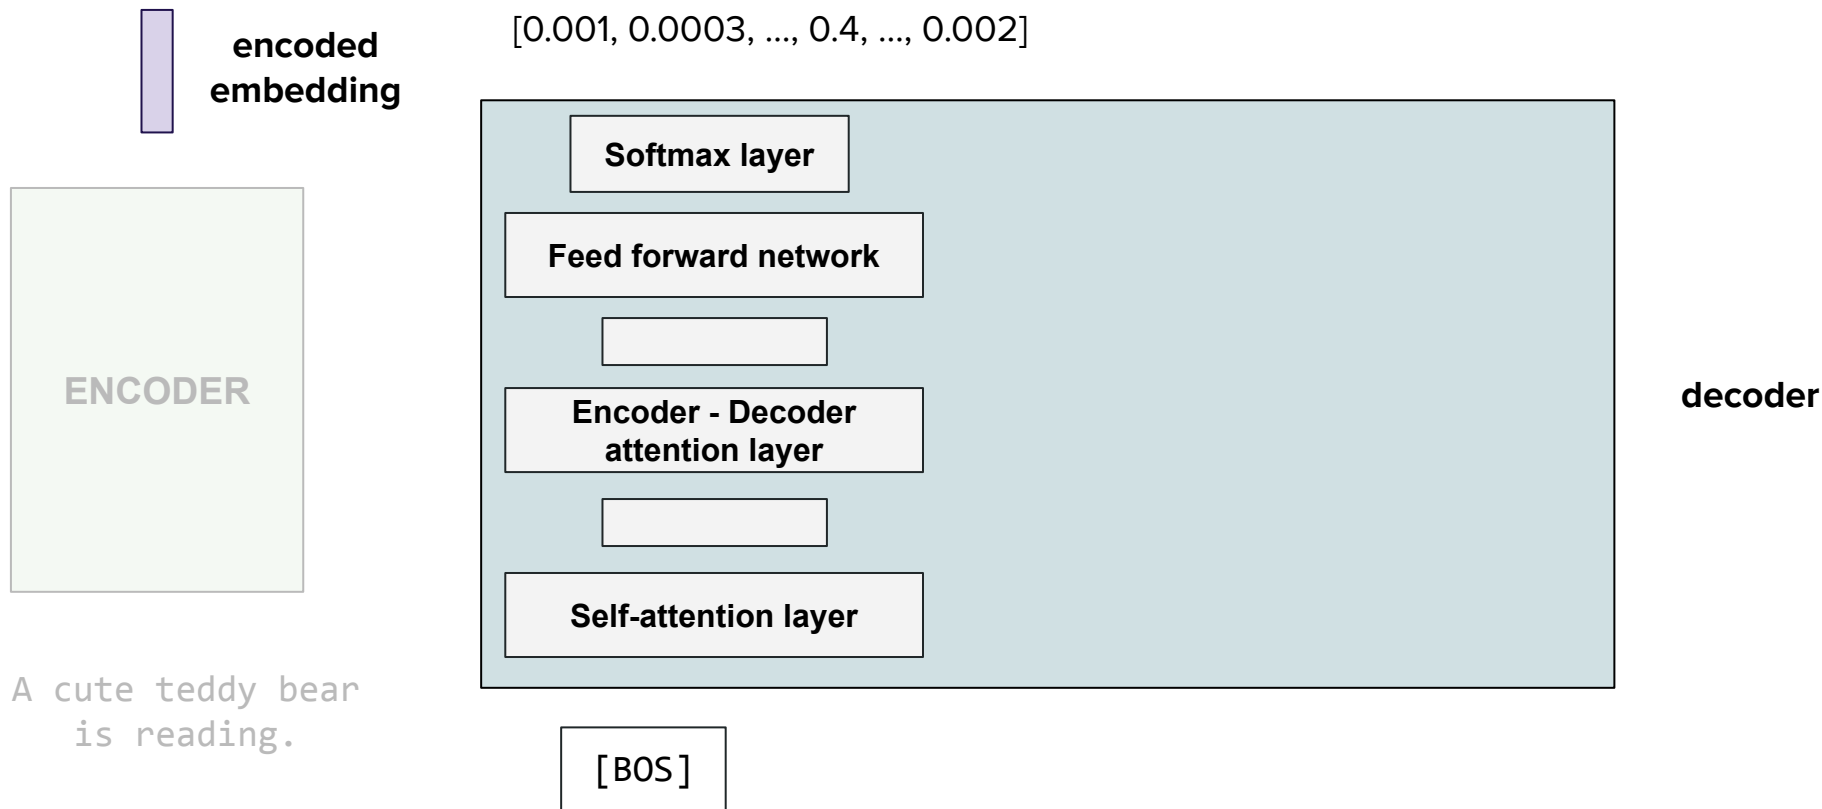 encoded
embedding
[0.001, 0.0003, ..., 0.4, ..., 0.002]
Softmax layer
Feed forward network
ENCODER
Encoder - Decoder
attention layer
decoder
Self-attention layer
A cute teddy bear
is reading.
[BOS]